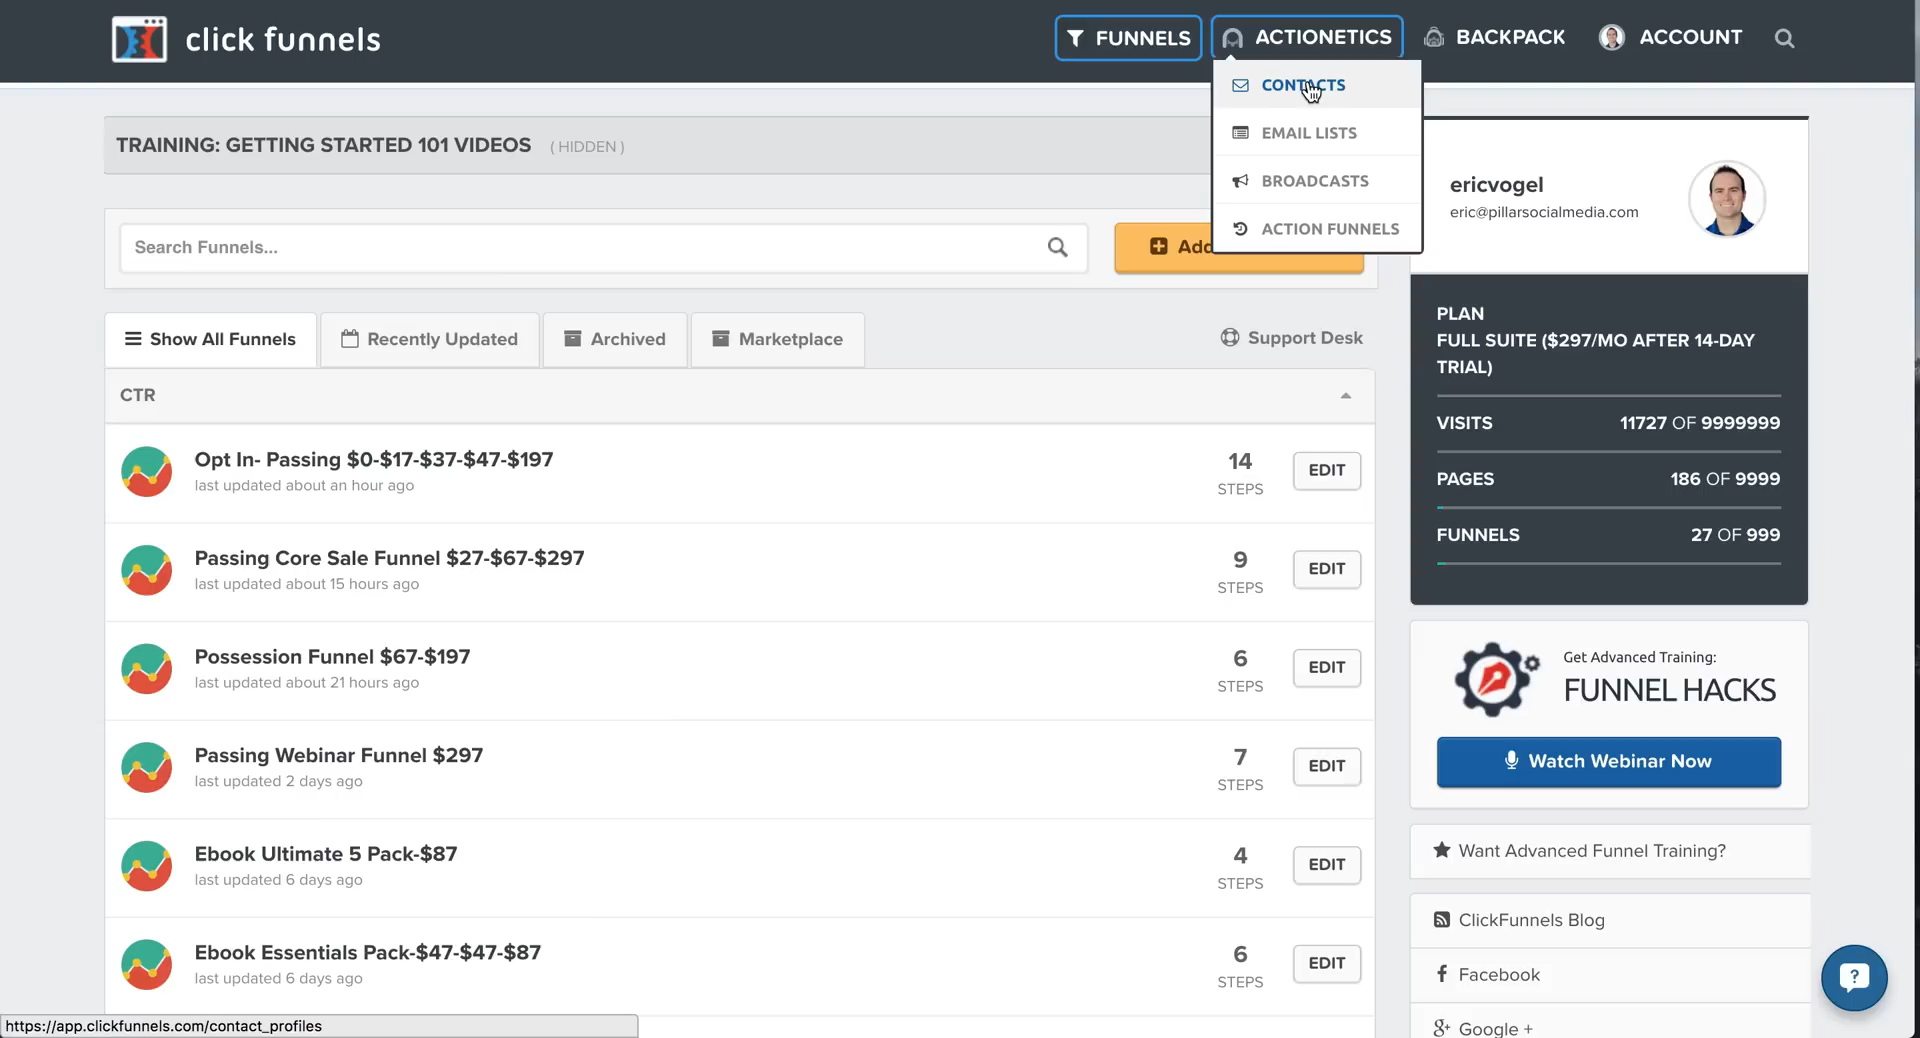 click funnels
FUNNELS
ACTIONETICS
BACKPACK
ACCOUNT
CONTACTS
EMAIL LISTS
BROADCASTS
ACTION FUNNELS
TRAINING: GETTING STARTED 101 VIDEOS ( HIDDEN )
Search Funnels...
ericvogel
eric@pillarsocialmedia.com
Show All Funnels
Recently Updated
Archived
Marketplace
Support Desk
CTR
Opt In- Passing $0-$17-$37-$47-$197
last updated about an hour ago
14
STEPS
EDIT
Passing Core Sale Funnel $27-$67-$297
last updated about 15 hours ago
9
STEPS
EDIT
Possession Funnel $67-$197
last updated about 21 hours ago
6
STEPS
EDIT
Passing Webinar Funnel $297
last updated 2 days ago
7
STEPS
EDIT
Ebook Ultimate 5 Pack-$87
last updated 6 days ago
4
STEPS
EDIT
Ebook Essentials Pack-$47-$47-$87
last updated 6 days ago
6
STEPS
EDIT
PLAN
FULL SUITE ($297/MO AFTER 14-DAY
TRIAL)
VISITS 11727 OF 9999999
PAGES 186 OF 9999
FUNNELS 27 OF 999
Get Advanced Training:
FUNNEL HACKS
Watch Webinar Now
Want Advanced Funnel Training?
ClickFunnels Blog
Facebook
Google +
https://app.clickfunnels.com/contact_profiles